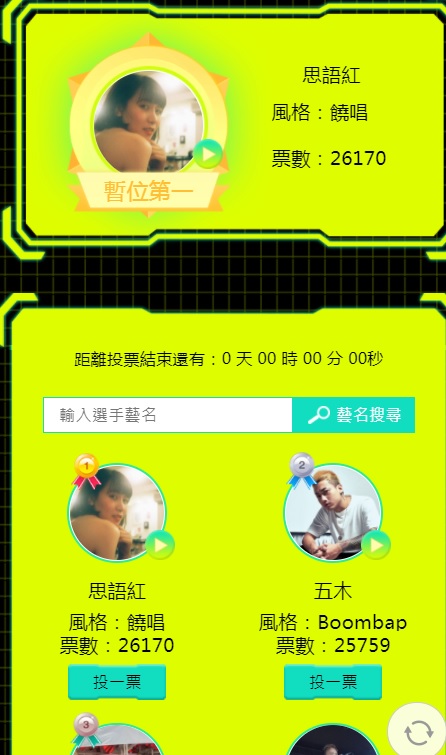 思語紅
風格：饒唱
票數：26170
暫位第一
距離投票結束還有：0 天 00 時 00 分 00秒
輸入選手藝名
藝名搜尋
1
2
思語紅
五木
風格：饒唱
風格：Boombap
票數：26170
票數：25759
投一票
投一票
3